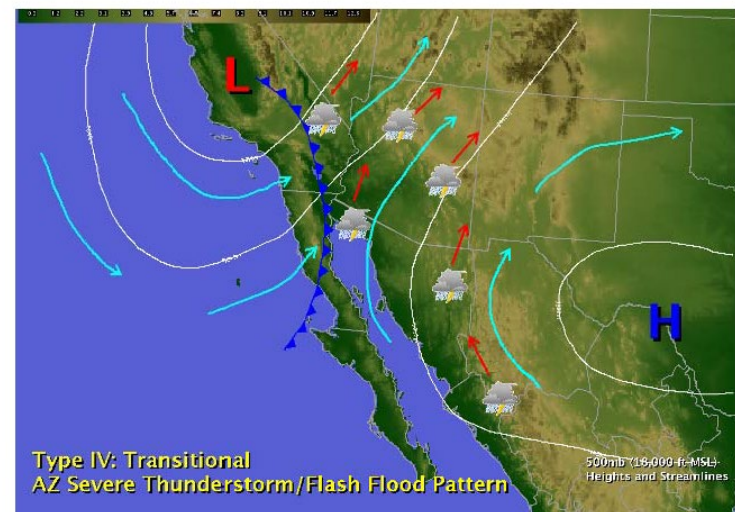 L
H
Type IV: Transitional
AZ Severe Thunderstorm/Flash Flood Pattern
500mb (18,000-ft-MSL)
Heights and Streamlines